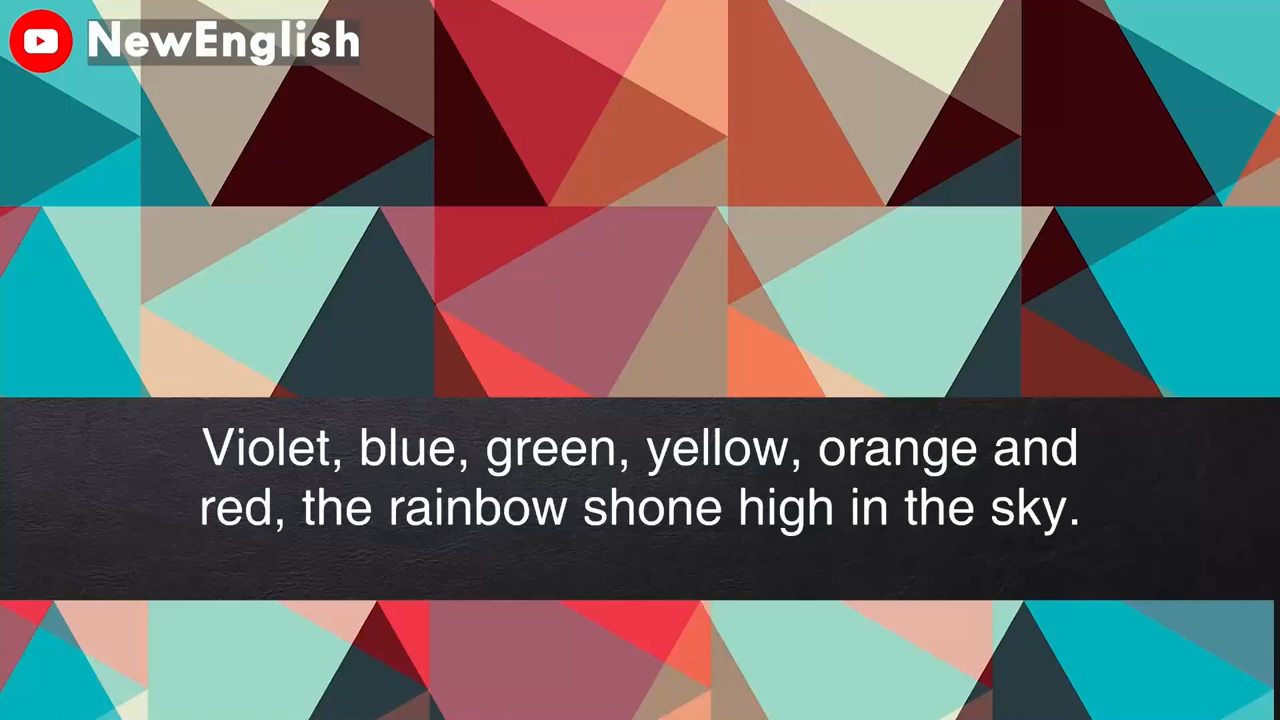 NewEnglish
Violet, blue, green, yellow, orange and
red, the rainbow shone high in the sky.